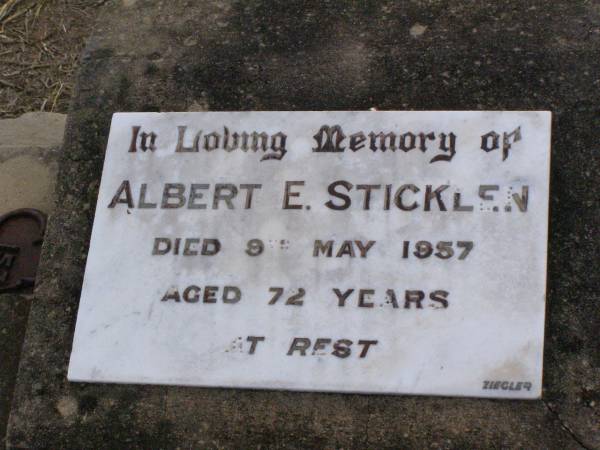 In Loving Memory of
ALBERT E. STICKLEN
DIED 9TH MAY 1957
AGED 72 YEARS
AT REST
ZIEGLER